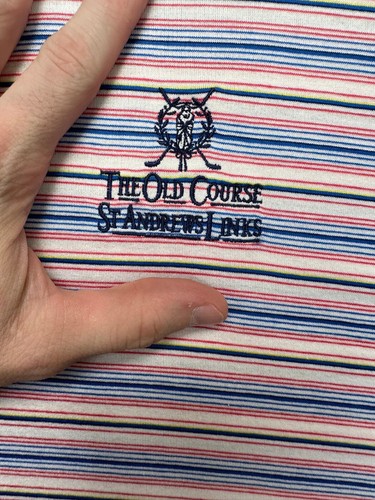 The Old Course
St Andrews Links